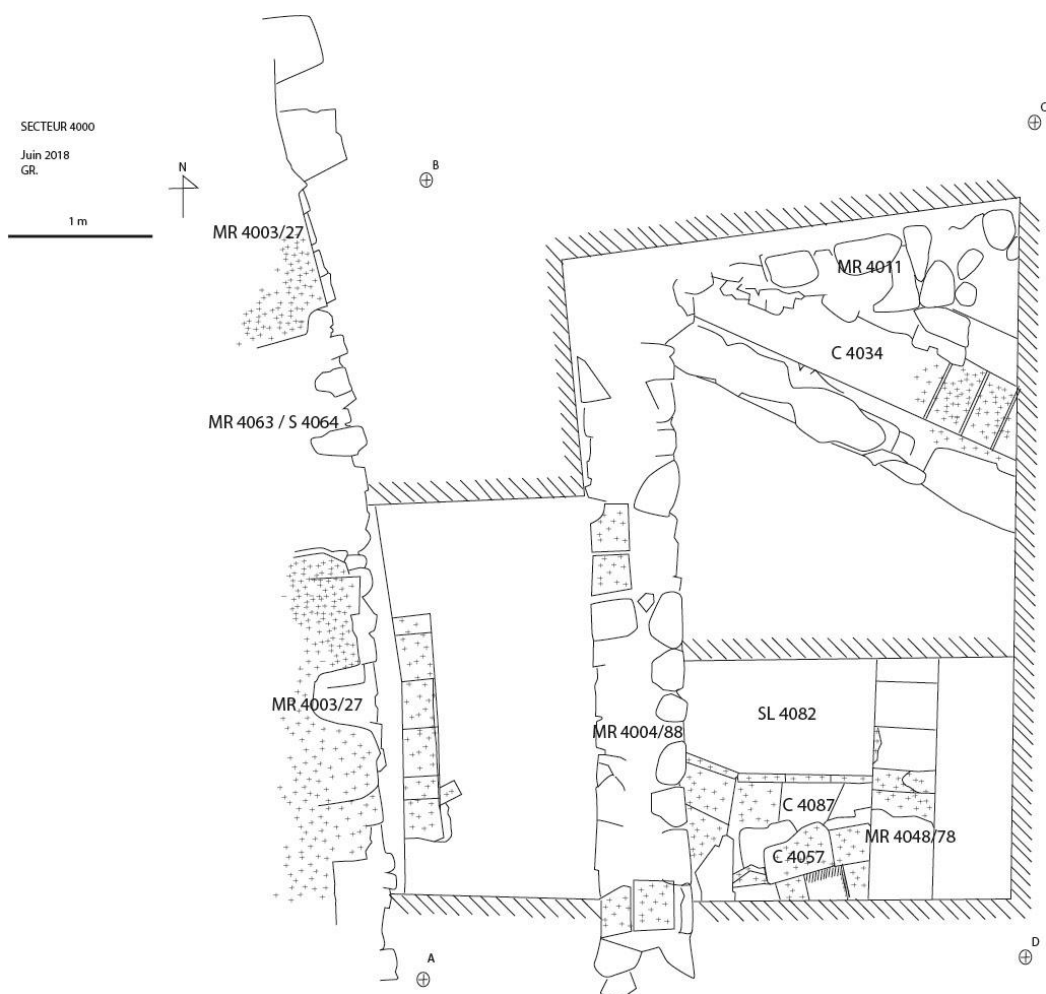 SECTEUR 4000
Juin 2018
GR.
N
1 m
B
C
MR 4003/27
MR 4011
C 4034
MR 4063 / S 4064
MR 4003/27
MR 4004/88
SL 4082
C 4087
MR 4048/78
C 4057
A
D